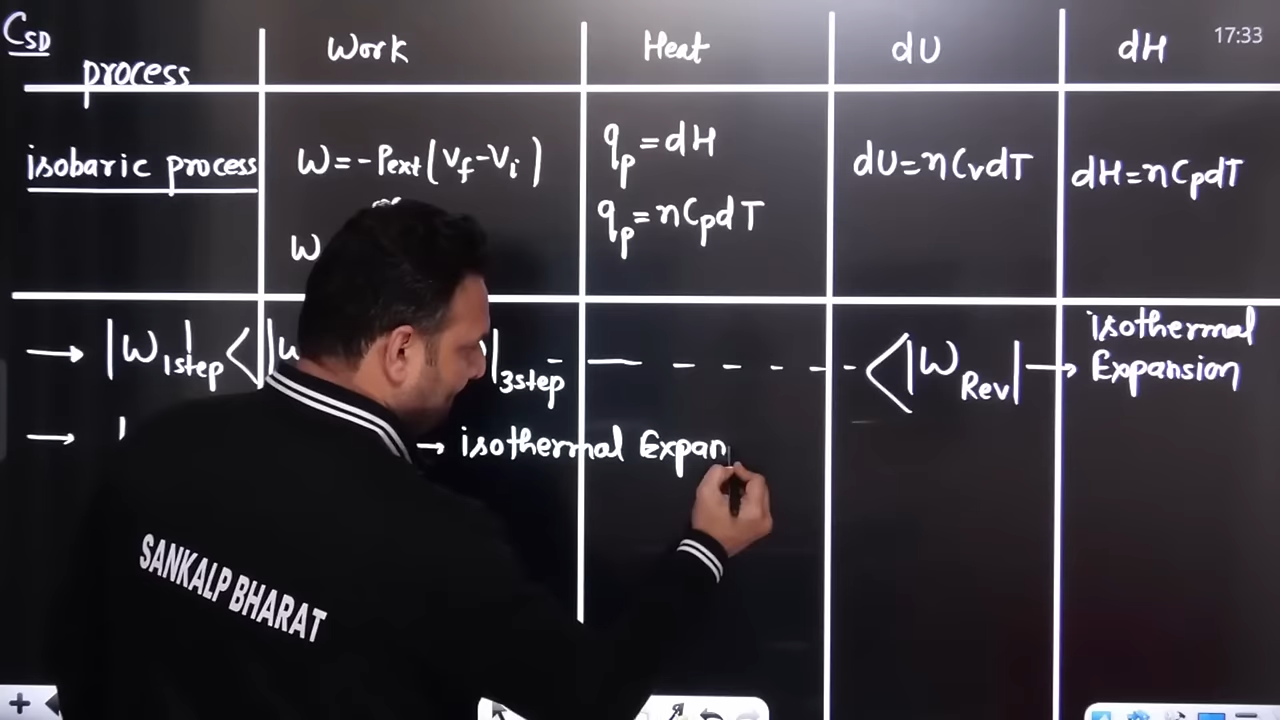 CSD
17:33
process Work Heat dU dH
isobaric process W = -Pext (Vf - Vi) qp = dH dU = nCvdT dH = nCpdT
W qp = nCpdT
→ |W1step| < |W |3step - - - - - - < |WRev| → isothermal Expansion
→ | → isothermal Expan
SANKALP BHARAT